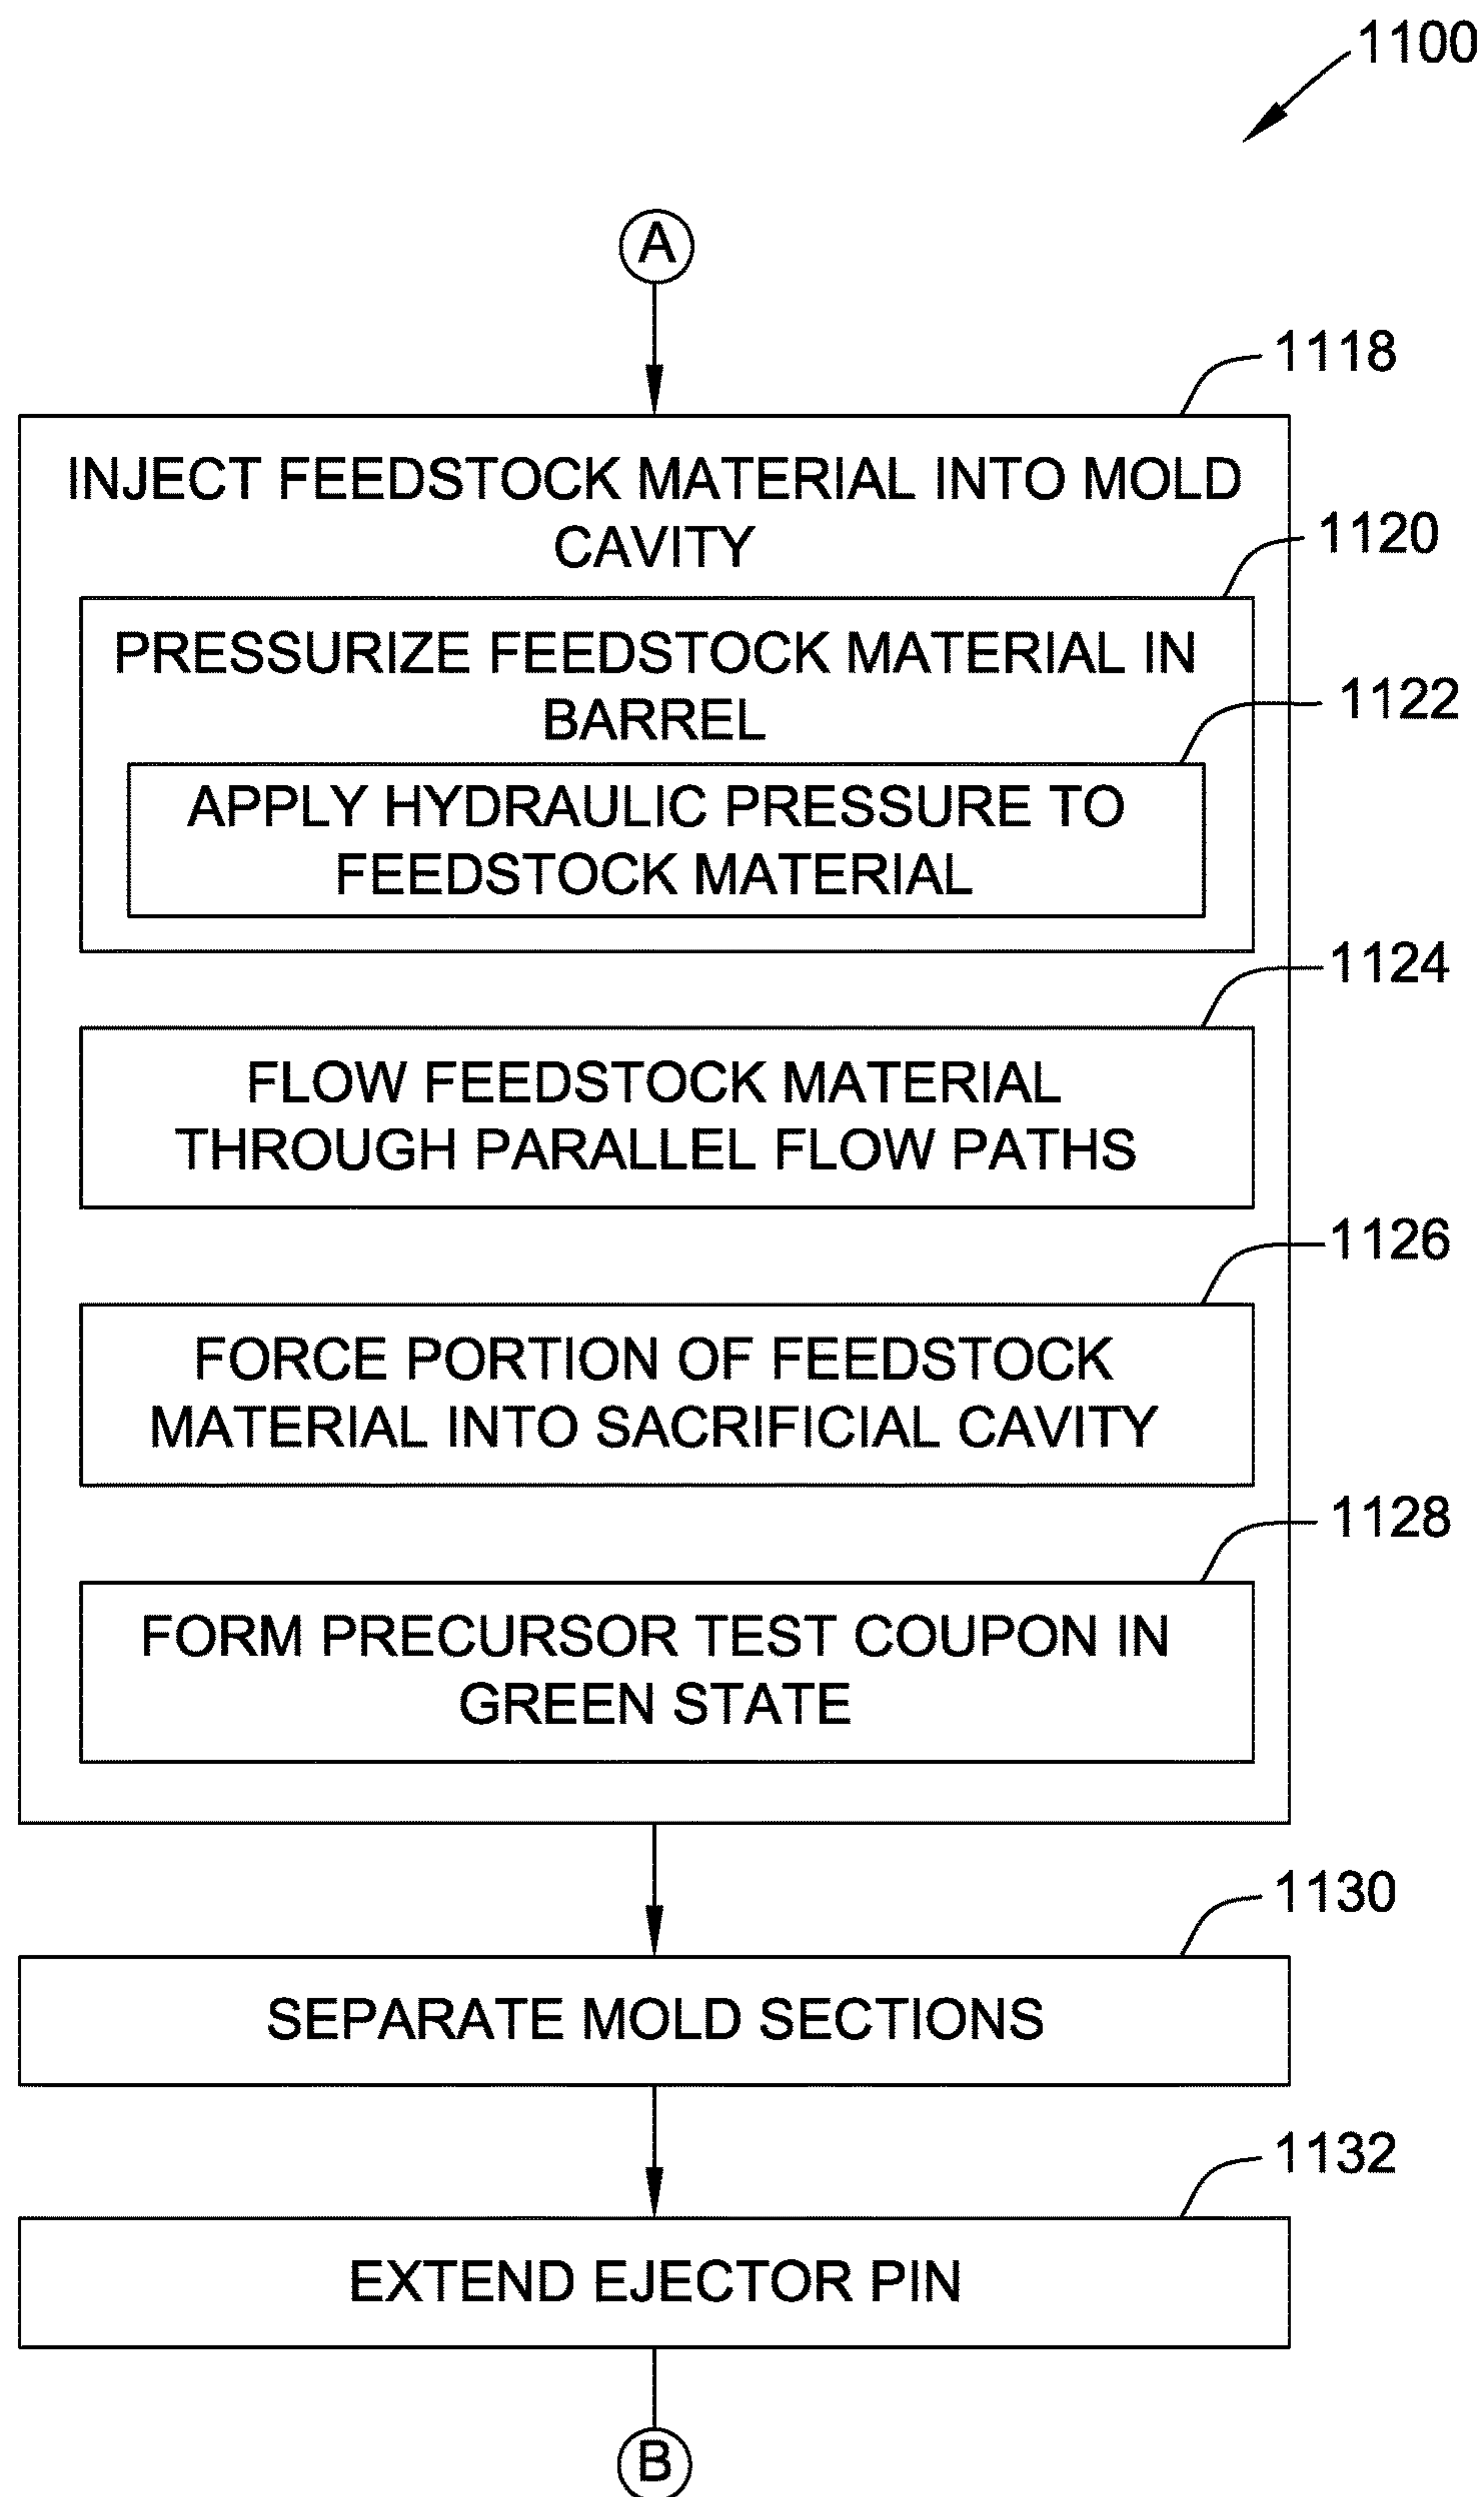 1100
A
1118
INJECT FEEDSTOCK MATERIAL INTO MOLD
CAVITY
1120
PRESSURIZE FEEDSTOCK MATERIAL IN
BARREL
1122
APPLY HYDRAULIC PRESSURE TO
FEEDSTOCK MATERIAL
1124
FLOW FEEDSTOCK MATERIAL
THROUGH PARALLEL FLOW PATHS
1126
FORCE PORTION OF FEEDSTOCK
MATERIAL INTO SACRIFICIAL CAVITY
1128
FORM PRECURSOR TEST COUPON IN
GREEN STATE
1130
SEPARATE MOLD SECTIONS
1132
EXTEND EJECTOR PIN
B